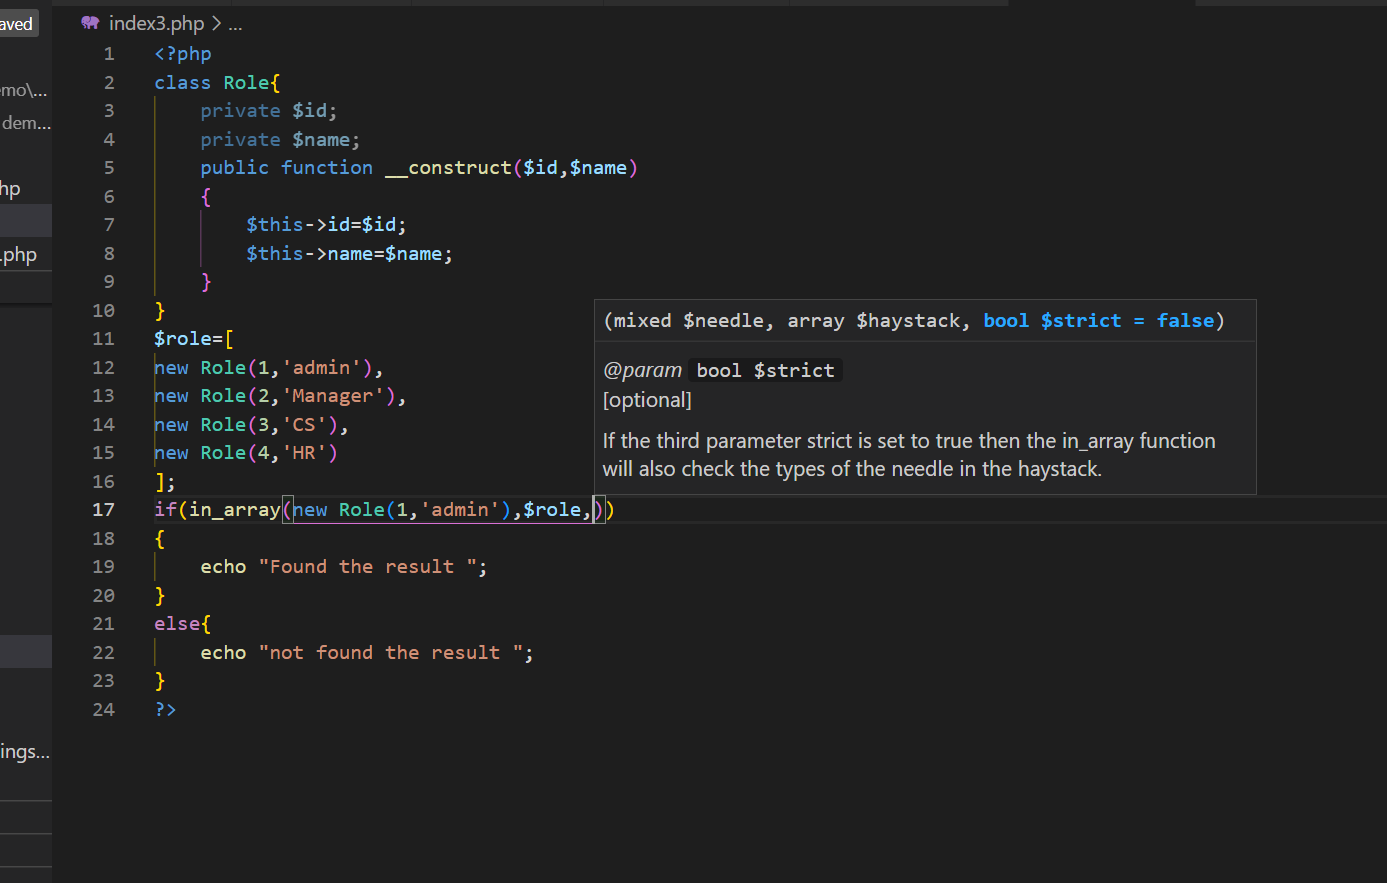 aved
index3.php > ...
emo\...
dem...
hp
.php
ings...
1 <?php
2 class Role{
3 private $id;
4 private $name;
5 public function __construct($id,$name)
6 {
7 $this->id=$id;
8 $this->name=$name;
9 }
10 }
11 $role=[
12 new Role(1,'admin'),
13 new Role(2,'Manager'),
14 new Role(3,'CS'),
15 new Role(4,'HR')
16 ];
17 if(in_array(new Role(1,'admin'),$role,))
18 {
19 echo "Found the result ";
20 }
21 else{
22 echo "not found the result ";
23 }
24 ?>
(mixed $needle, array $haystack, bool $strict = false)
@param bool $strict
[optional]
If the third parameter strict is set to true then the in_array function
will also check the types of the needle in the haystack.